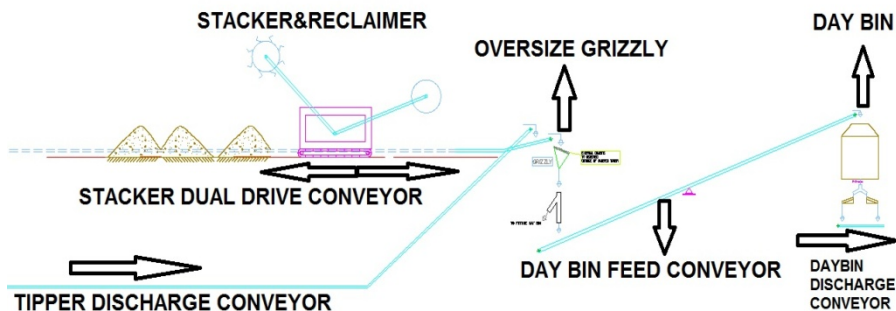 STACKER&RECLAIMER
OVERSIZE GRIZZLY
DAY BIN
GRIZZLY
STACKER DUAL DRIVE CONVEYOR
DAY BIN FEED CONVEYOR
DAYBIN
DISCHARGE
CONVEYOR
TIPPER DISCHARGE CONVEYOR